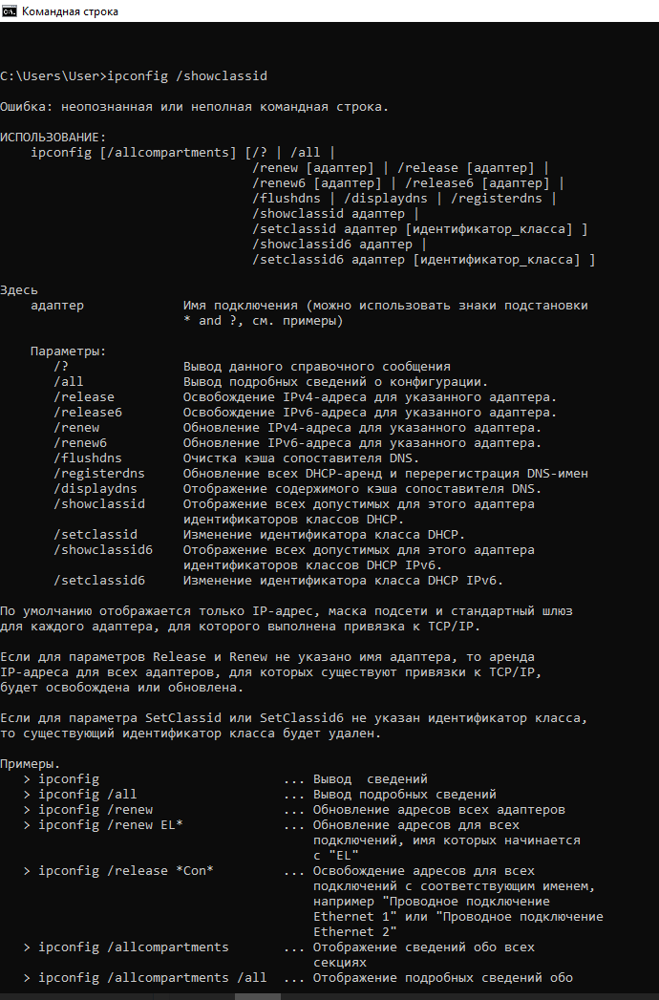 Командная строка
C:\Users\User>ipconfig /showclassid
Ошибка: неопознанная или неполная командная строка.
ИСПОЛЬЗОВАНИЕ:
ipconfig [/allcompartments] [/? | /all |
/renew [адаптер] | /release [адаптер] |
/renew6 [адаптер] | /release6 [адаптер] |
/flushdns | /displaydns | /registerdns |
/showclassid адаптер |
/setclassid адаптер [идентификатор_класса] ]
/showclassid6 адаптер |
/setclassid6 адаптер [идентификатор_класса] ]
Здесь
адаптер Имя подключения (можно использовать знаки подстановки
* and ?, см. примеры)
Параметры:
/? Вывод данного справочного сообщения
/all Вывод подробных сведений о конфигурации.
/release Освобождение IPv4-адреса для указанного адаптера.
/release6 Освобождение IPv6-адреса для указанного адаптера.
/renew Обновление IPv4-адреса для указанного адаптера.
/renew6 Обновление IPv6-адреса для указанного адаптера.
/flushdns Очистка кэша сопоставителя DNS.
/registerdns Обновление всех DHCP-аренд и перерегистрация DNS-имен
/displaydns Отображение содержимого кэша сопоставителя DNS.
/showclassid Отображение всех допустимых для этого адаптера
идентификаторов классов DHCP.
/setclassid Изменение идентификатора класса DHCP.
/showclassid6 Отображение всех допустимых для этого адаптера
идентификаторов классов DHCP IPv6.
/setclassid6 Изменение идентификатора класса DHCP IPv6.
По умолчанию отображается только IP-адрес, маска подсети и стандартный шлюз
для каждого адаптера, для которого выполнена привязка к TCP/IP.
Если для параметров Release и Renew не указано имя адаптера, то аренда
IP-адреса для всех адаптеров, для которых существуют привязки к TCP/IP,
будет освобождена или обновлена.
Если для параметра SetClassid или SetClassid6 не указан идентификатор класса,
то существующий идентификатор класса будет удален.
Примеры.
> ipconfig ... Вывод сведений
> ipconfig /all ... Вывод подробных сведений
> ipconfig /renew ... Обновление адресов всех адаптеров
> ipconfig /renew EL* ... Обновление адресов для всех
подключений, имя которых начинается
с "EL"
> ipconfig /release *Con* ... Освобождение адресов для всех
подключений с соответствующим именем,
например "Проводное подключение
Ethernet 1" или "Проводное подключение
Ethernet 2"
> ipconfig /allcompartments ... Отображение сведений обо всех
секциях
> ipconfig /allcompartments /all ... Отображение подробных сведений обо